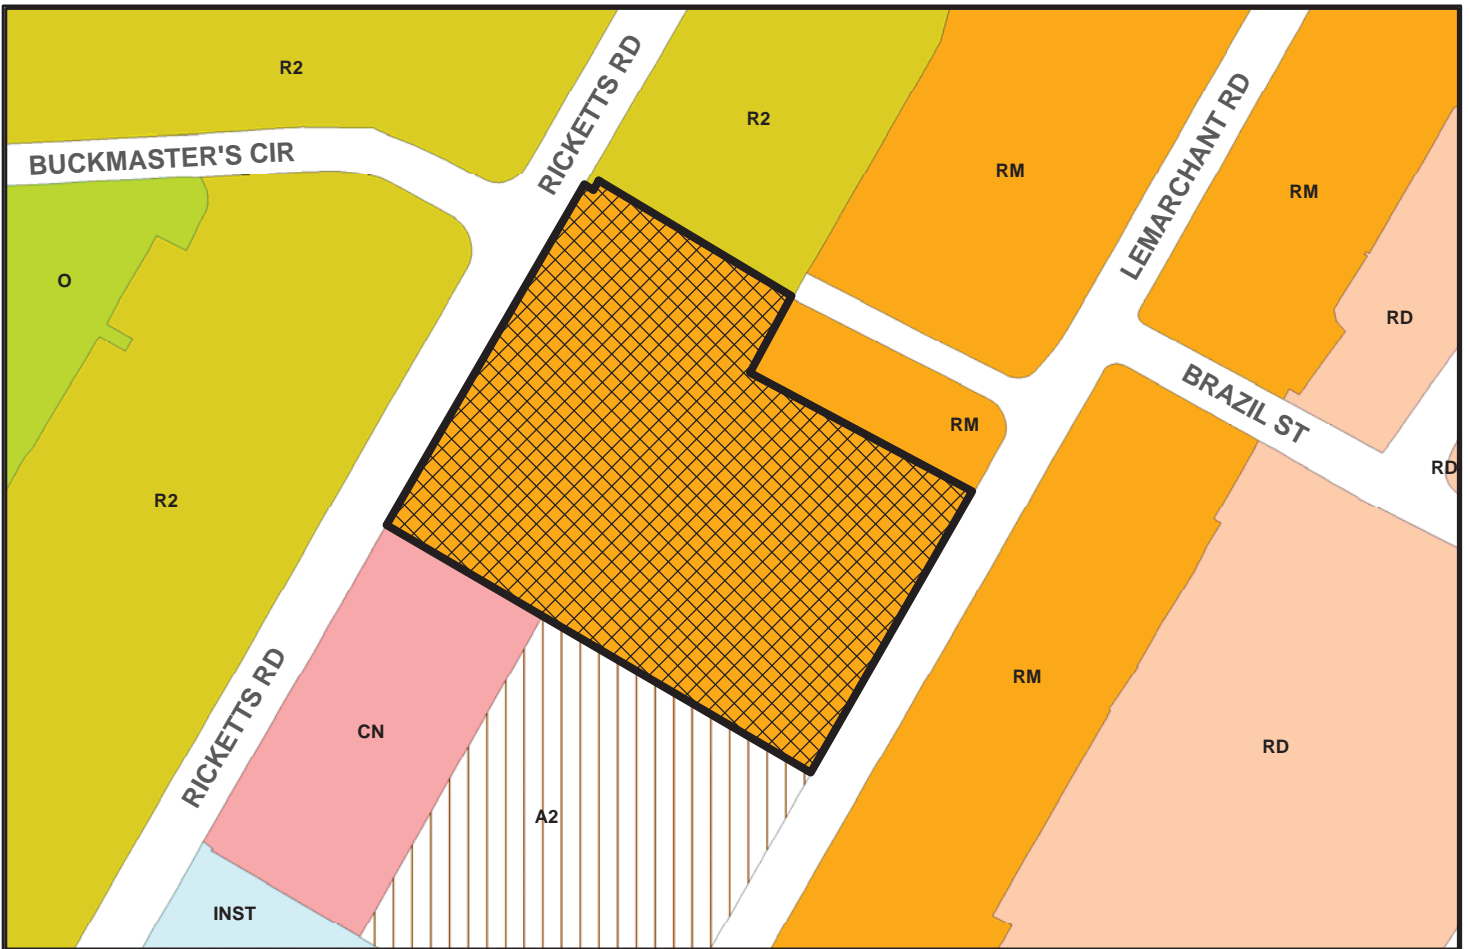 R2
RICKETTS RD
R2
LEMARCHANT RD
BUCKMASTER'S CIR
RM
RM
O
RD
BRAZIL ST
RM
RD
R2
RICKETTS RD
RM
CN
RD
A2
INST